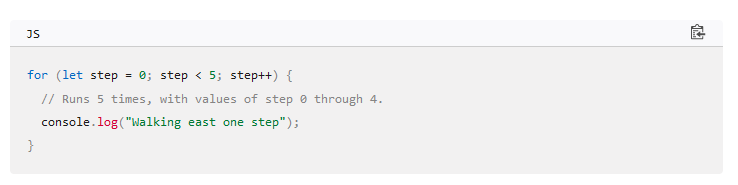 JS
for (let step = 0; step < 5; step++) {
  // Runs 5 times, with values of step 0 through 4.
  console.log("Walking east one step");
}